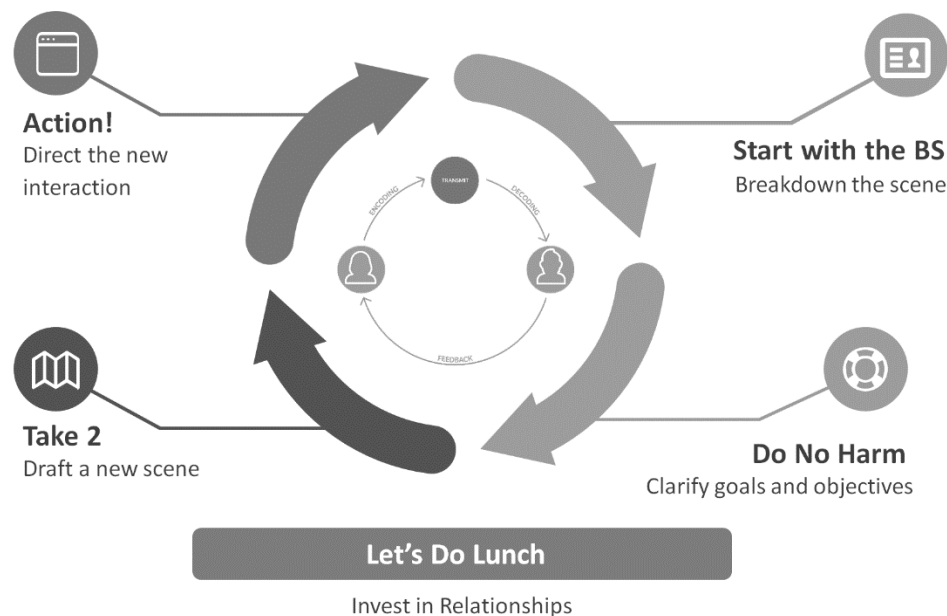 Action!
Direct the new
interaction
Start with the BS
Breakdown the scene
TRANSMIT
ENCODING
DECODING
FEEDBACK
Take 2
Draft a new scene
Do No Harm
Clarify goals and objectives
Let's Do Lunch
Invest in Relationships